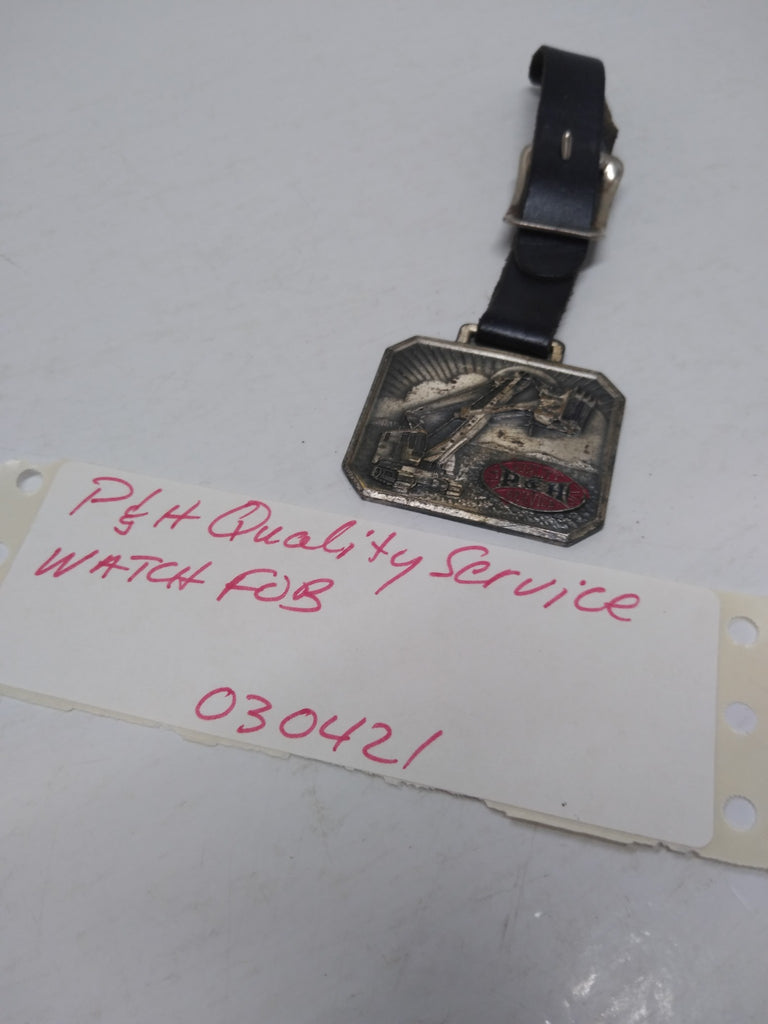 P&H
P&H Quality Service
WATCH FOB
030421